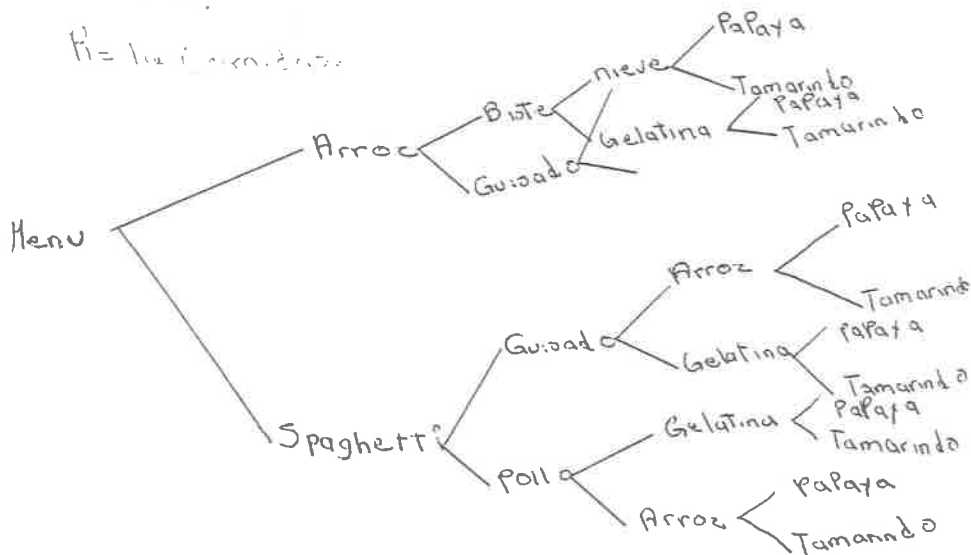 Papaya
nieve
Tamarindo
Papaya
Biste
Gelatina
Tamarindo
Arroz
Guisado
Papaya
Menu
Arroz
Tamarindo
Guisado
Papaya
Gelatina
Tamarindo
Spaghetti
Gelatina
Papaya
Tamarindo
Pollo
Papaya
Arroz
Tamarindo